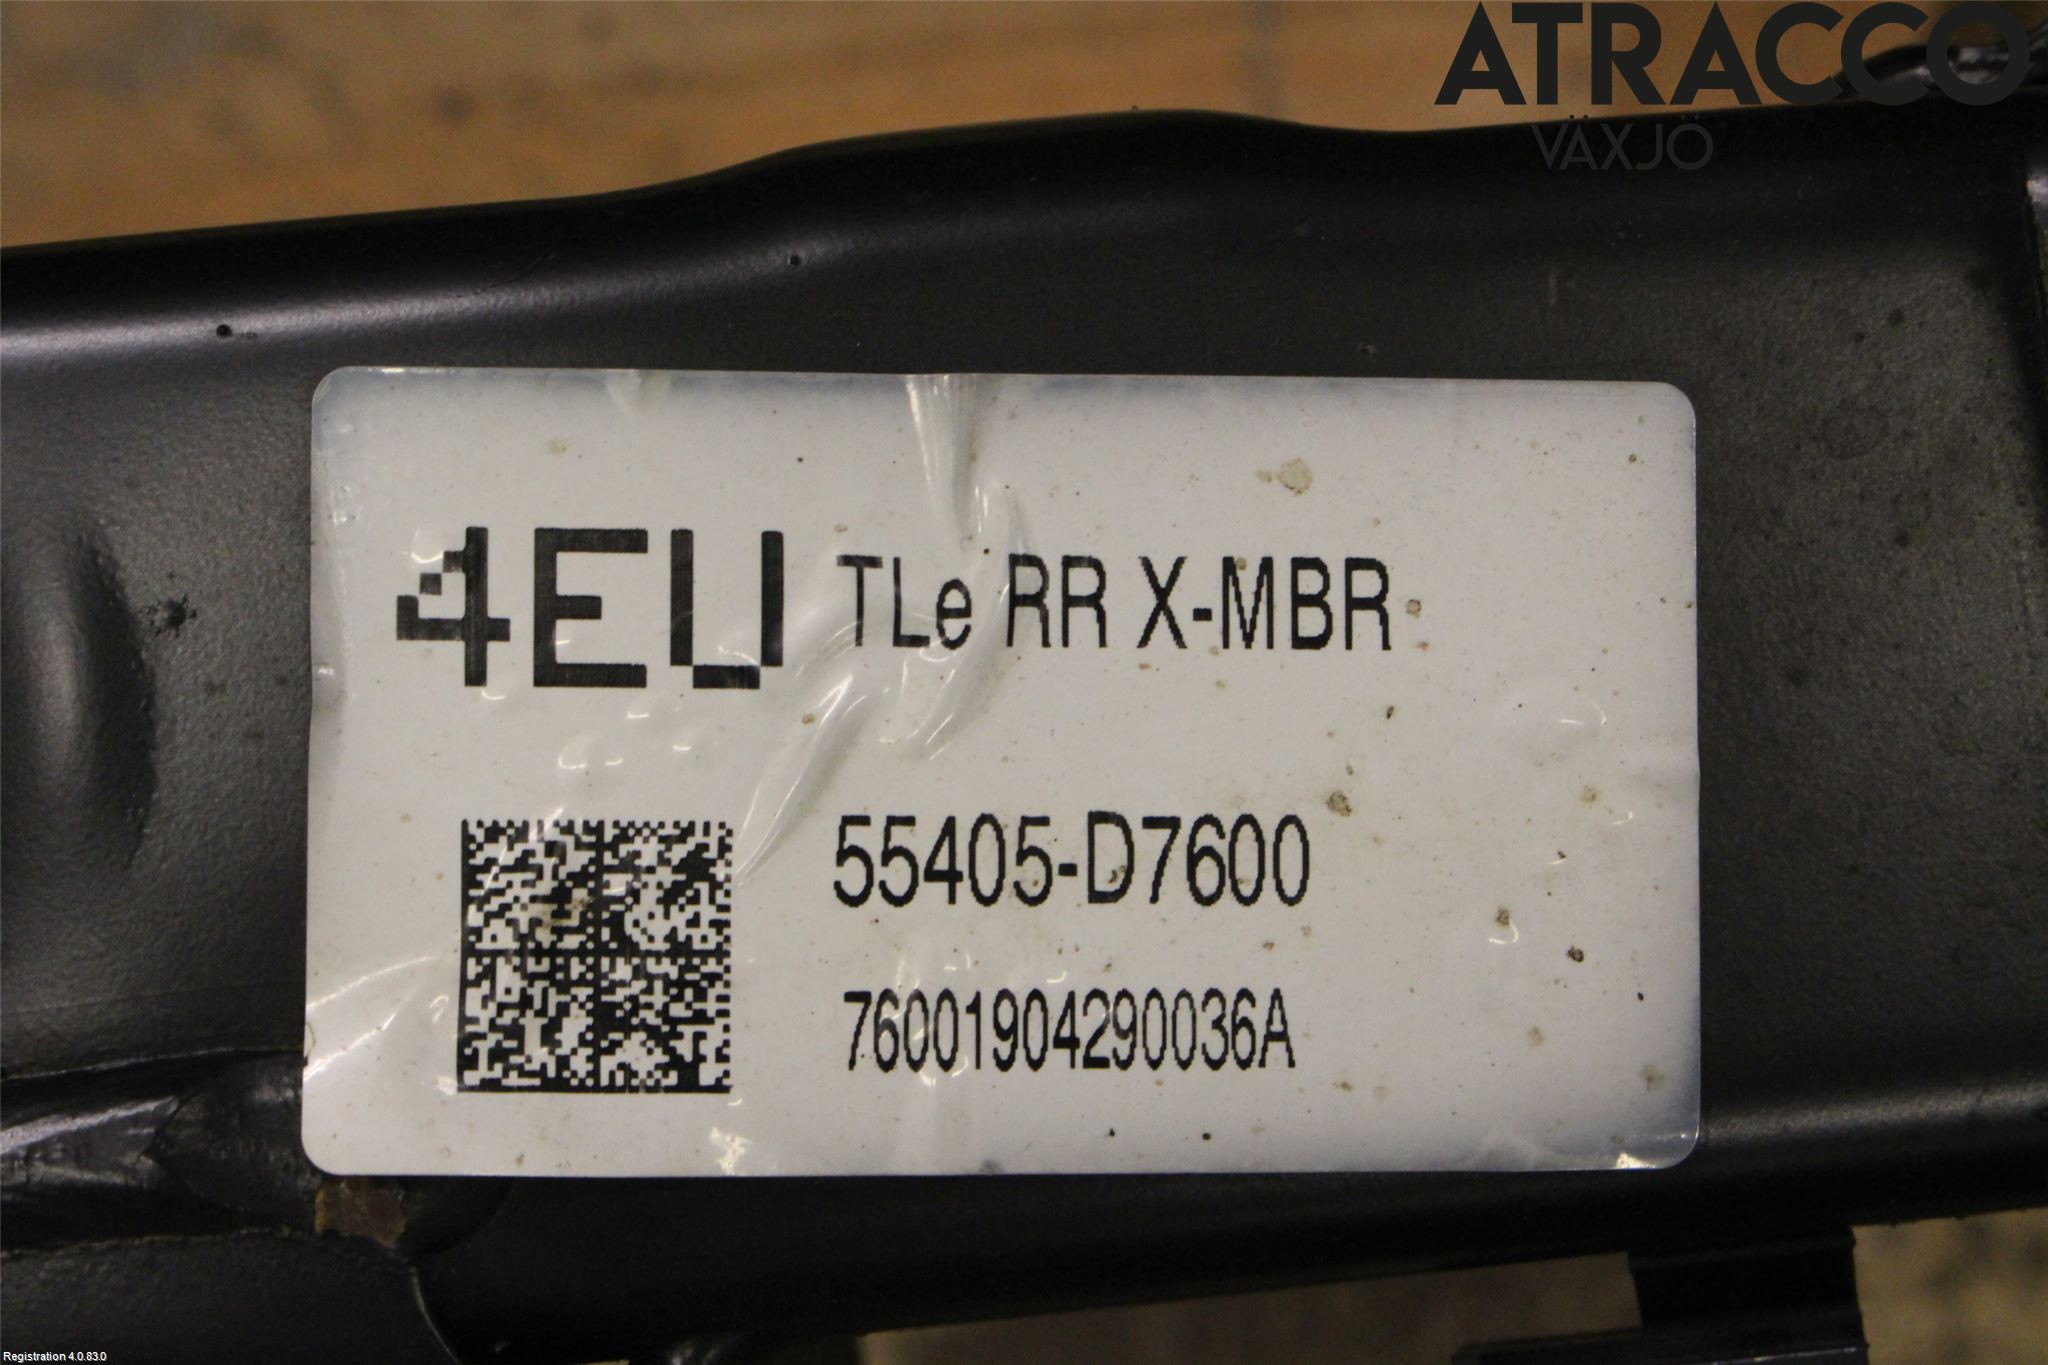 ATRACCO
VÄXJÖ
4EU TLe RR X-MBR
55405-D7600
76001904290036A
Registration 4.0.83.0